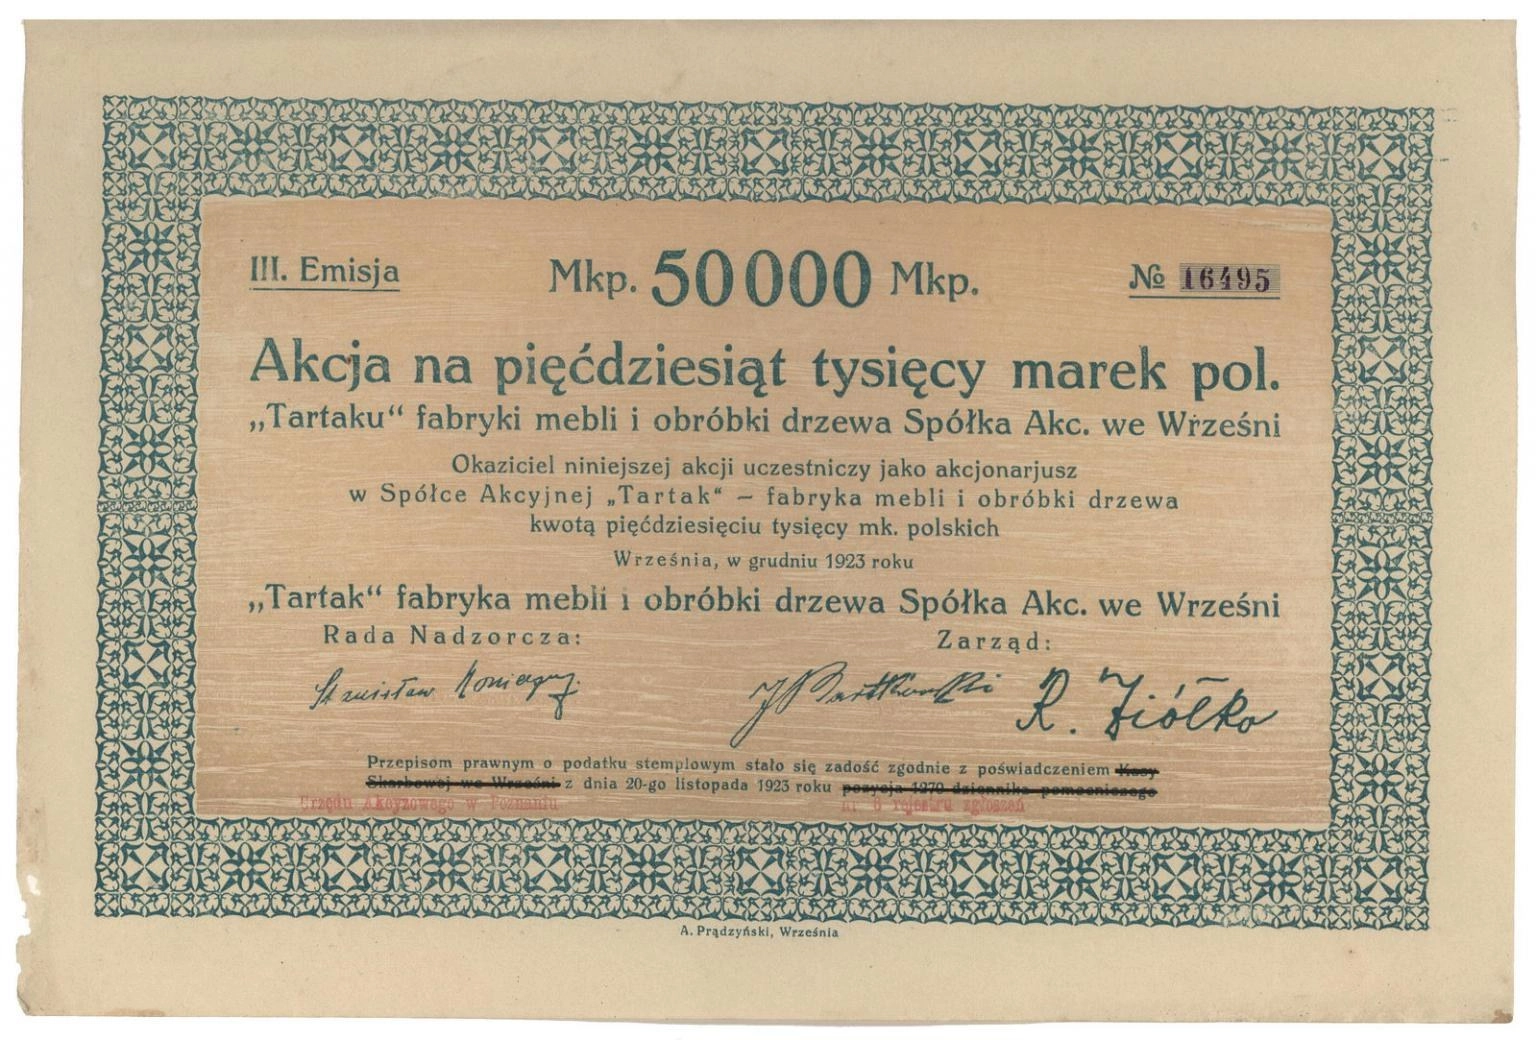 III. Emisja Mkp. 50 000 Mkp. № 16495
Akcja na pięćdziesiąt tysięcy marek pol.
„Tartaku“ fabryki mebli i obróbki drzewa Spółka Akc. we Wrześni
Okaziciel niniejszej akcji uczestniczy jako akcjonarjusz
w Spółce Akcyjnej „Tartak“ – fabryka mebli i obróbki drzewa
kwotą pięćdziesięciu tysięcy mk. polskich
Września, w grudniu 1923 roku
„Tartak“ fabryka mebli i obróbki drzewa Spółka Akc. we Wrześni
Rada Nadzorcza: Zarząd:
Stanisław R. Ziółko
Przepisom prawnym o podatku stemplowym stało się zadość zgodnie z poświadczeniem Kasy
Skarbowej we Wrześni z dnia 20-go listopada 1923 roku pozycja 1279 dziennika pomocniczego
Urzędu Akcyzowego w Poznaniu nr 6 rejestru zgłoszeń
A. Prądzyński, Września